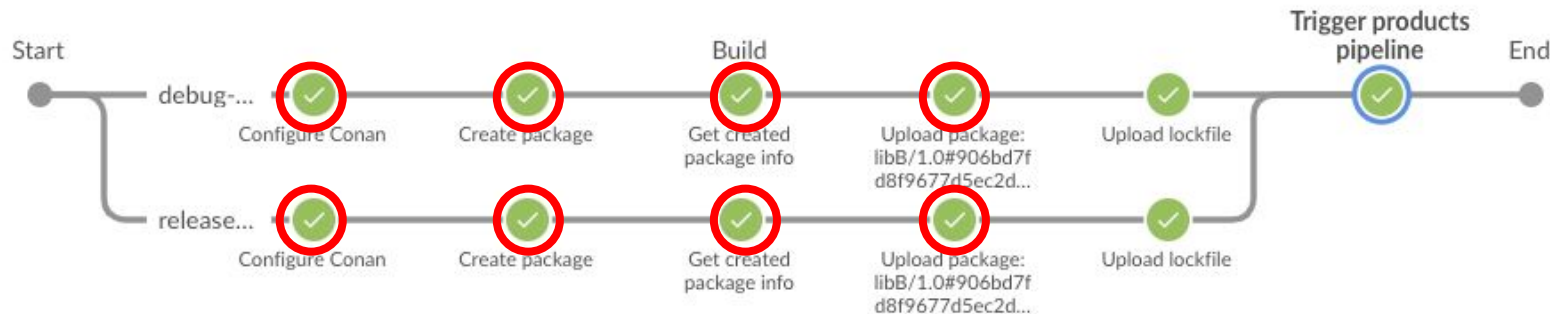 Trigger products
pipeline
Start
Build
End
debug-...
Configure Conan
Create package
Get created
package info
Upload package:
libB/1.0#906bd7f
d8f9677d5ec2d...
Upload lockfile
release...
Configure Conan
Create package
Get created
package info
Upload package:
libB/1.0#906bd7f
d8f9677d5ec2d...
Upload lockfile